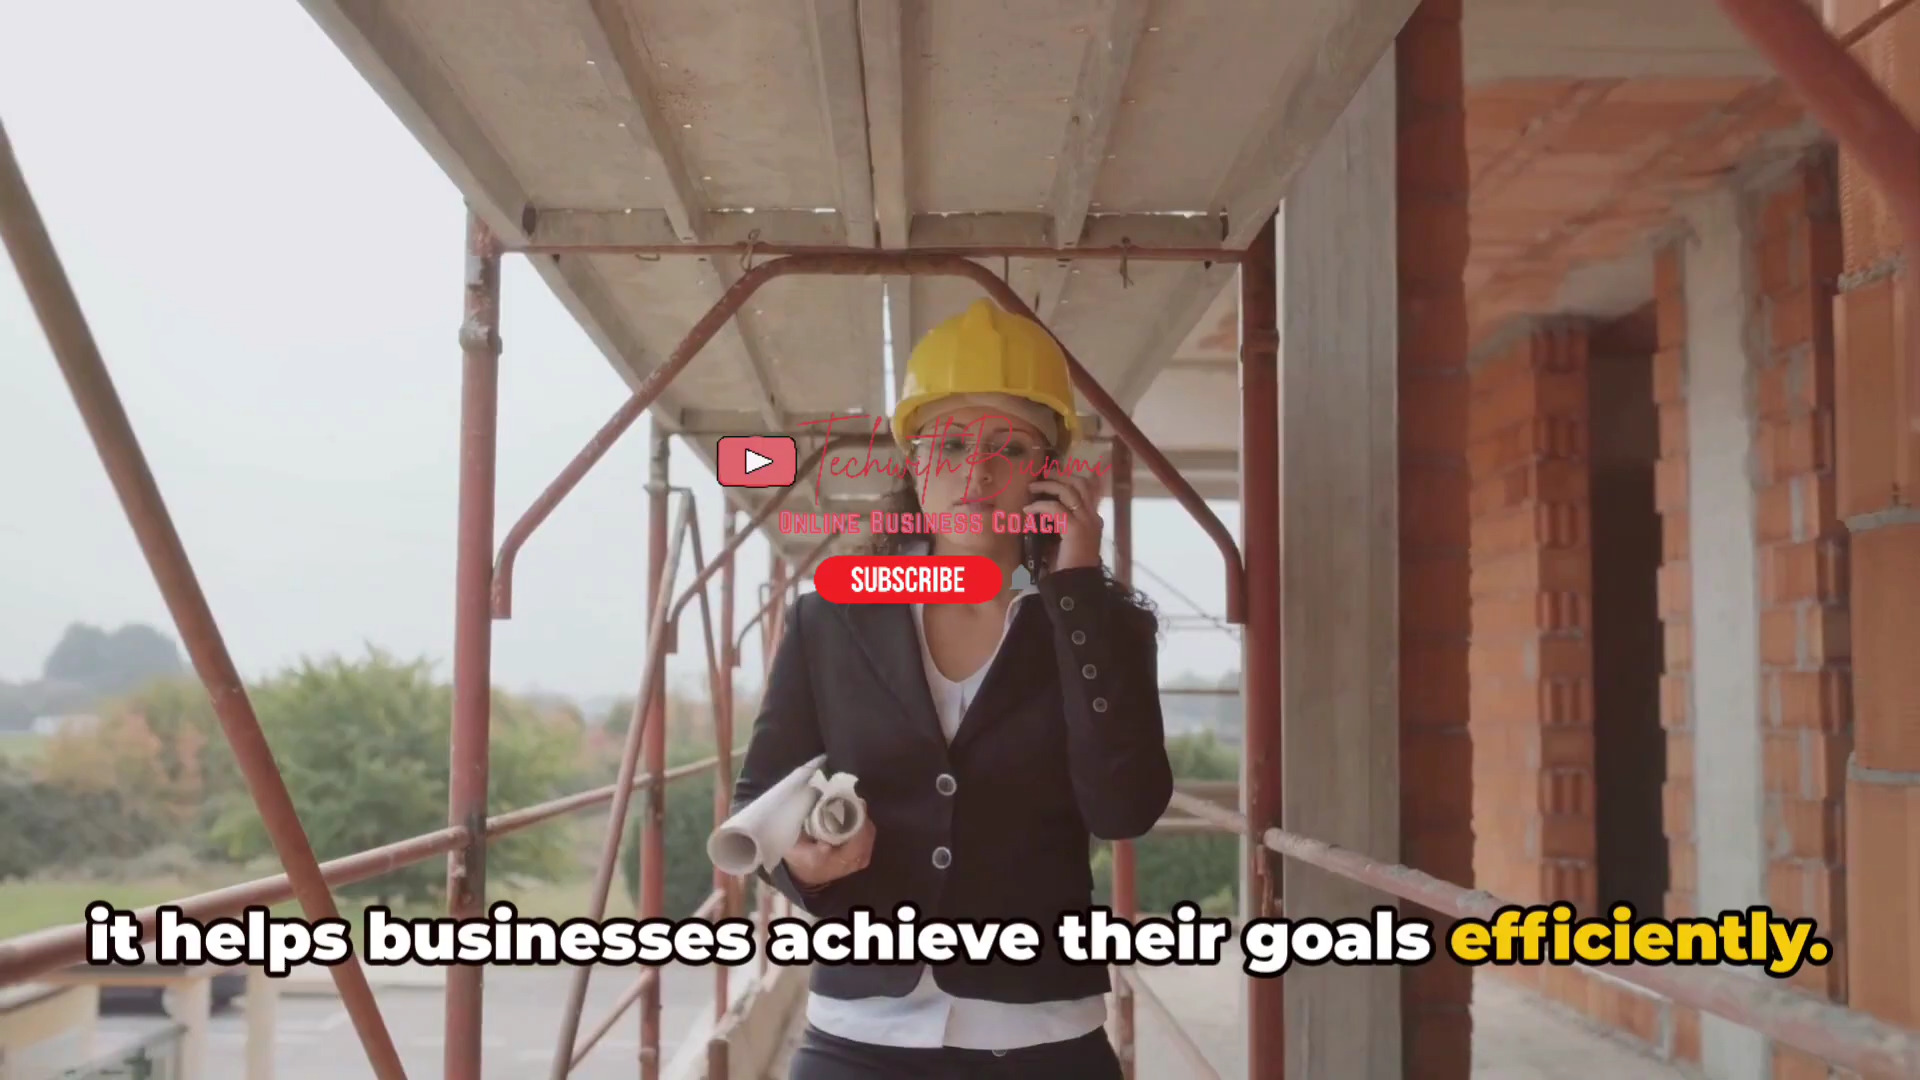 TechwithBunmi
Online Business Coach
SUBSCRIBE
it helps businesses achieve their goals efficiently.